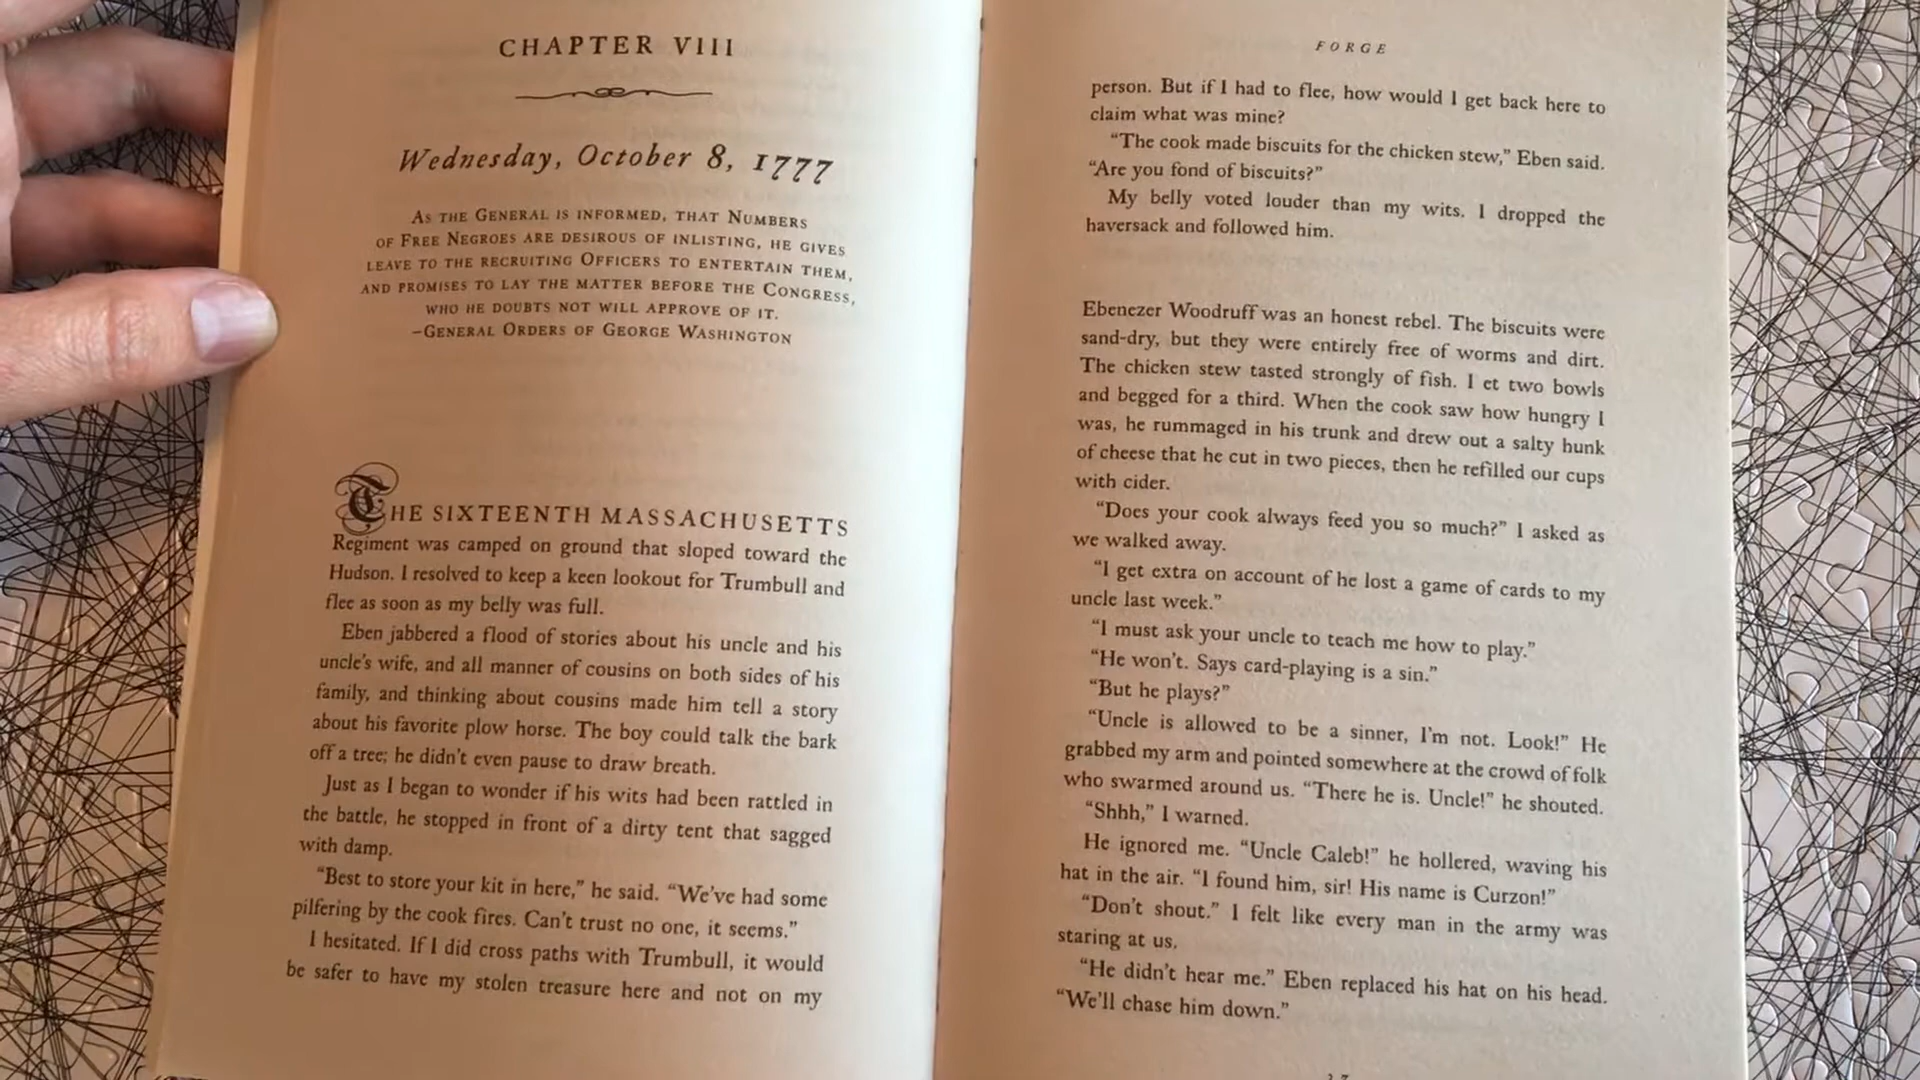 CHAPTER VIII
Wednesday, October 8, 1777
AS THE GENERAL IS INFORMED, THAT NUMBERS
OF FREE NEGROES ARE DESIROUS OF INLISTING, HE GIVES
LEAVE TO THE RECRUITING OFFICERS TO ENTERTAIN THEM,
AND PROMISES TO LAY THE MATTER BEFORE THE CONGRESS,
WHO HE DOUBTS NOT WILL APPROVE OF IT.
–GENERAL ORDERS OF GEORGE WASHINGTON
THE SIXTEENTH MASSACHUSETTS
Regiment was camped on ground that sloped toward the
Hudson. I resolved to keep a keen lookout for Trumbull and
flee as soon as my belly was full.
Eben jabbered a flood of stories about his uncle and his
uncle's wife, and all manner of cousins on both sides of his
family, and thinking about cousins made him tell a story
about his favorite plow horse. The boy could talk the bark
off a tree; he didn't even pause to draw breath.
Just as I began to wonder if his wits had been rattled in
the battle, he stopped in front of a dirty tent that sagged
with damp.
“Best to store your kit in here,” he said. “We've had some
pilfering by the cook fires. Can't trust no one, it seems.”
I hesitated. If I did cross paths with Trumbull, it would
be safer to have my stolen treasure here and not on my
FORGE
person. But if I had to flee, how would I get back here to
claim what was mine?
“The cook made biscuits for the chicken stew,” Eben said.
“Are you fond of biscuits?”
My belly voted louder than my wits. I dropped the
haversack and followed him.
Ebenezer Woodruff was an honest rebel. The biscuits were
sand-dry, but they were entirely free of worms and dirt.
The chicken stew tasted strongly of fish. I et two bowls
and begged for a third. When the cook saw how hungry I
was, he rummaged in his trunk and drew out a salty hunk
of cheese that he cut in two pieces, then he refilled our cups
with cider.
“Does your cook always feed you so much?” I asked as
we walked away.
“I get extra on account of he lost a game of cards to my
uncle last week.”
“I must ask your uncle to teach me how to play.”
“He won't. Says card-playing is a sin.”
“But he plays?”
“Uncle is allowed to be a sinner, I'm not. Look!” He
grabbed my arm and pointed somewhere at the crowd of folk
who swarmed around us. “There he is. Uncle!” he shouted.
“Shhh,” I warned.
He ignored me. “Uncle Caleb!” he hollered, waving his
hat in the air. “I found him, sir! His name is Curzon!”
“Don't shout.” I felt like every man in the army was
staring at us.
“He didn't hear me.” Eben replaced his hat on his head.
“We'll chase him down.”